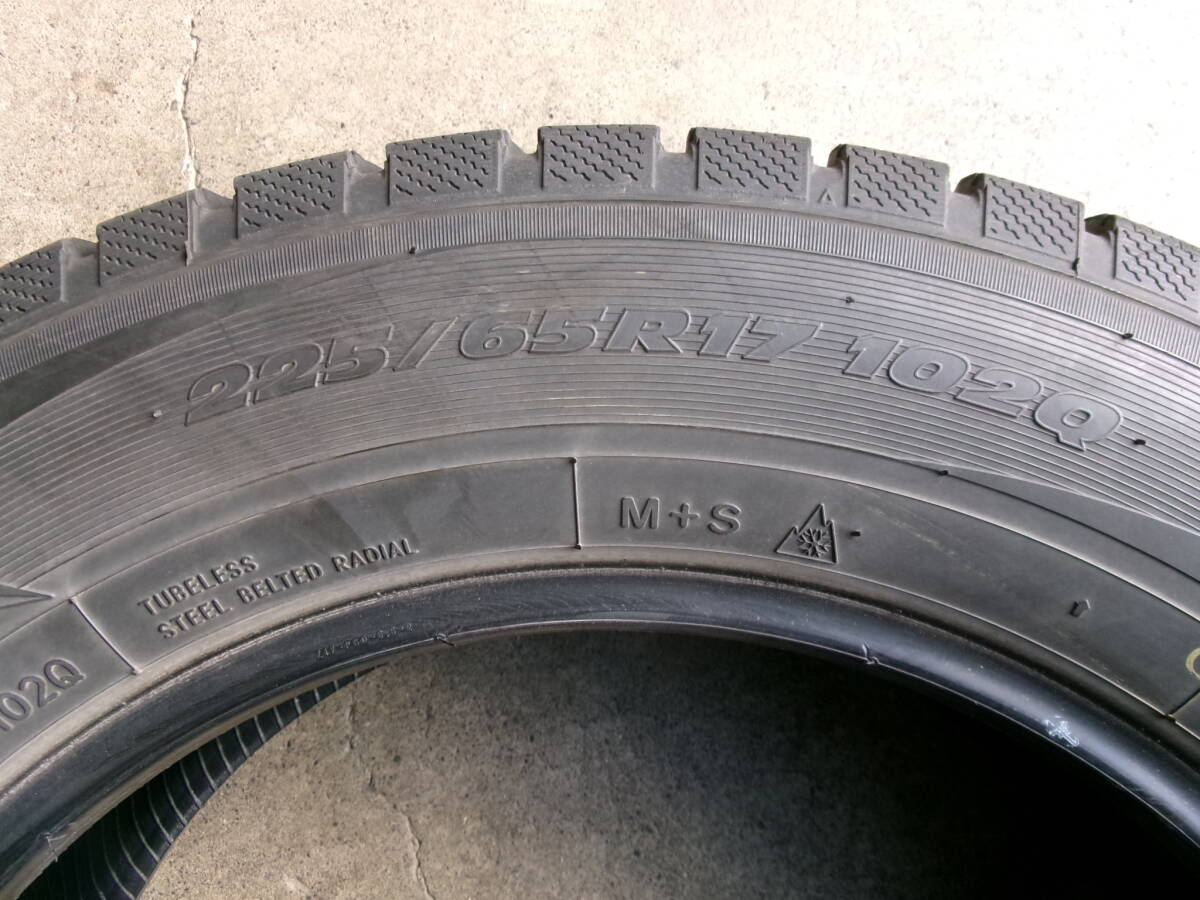 225/65R17 102Q
M+S
TUBELESS
STEEL BELTED RADIAL
102Q